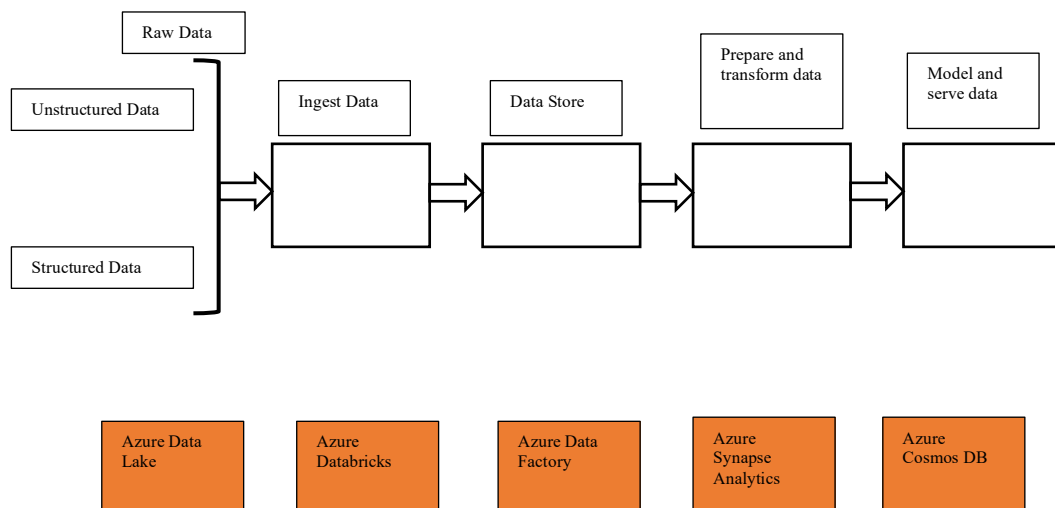 Raw Data
Unstructured Data
Structured Data
Ingest Data
Data Store
Prepare and
transform data
Model and
serve data
Azure Data
Lake
Azure
Databricks
Azure Data
Factory
Azure
Synapse
Analytics
Azure
Cosmos DB